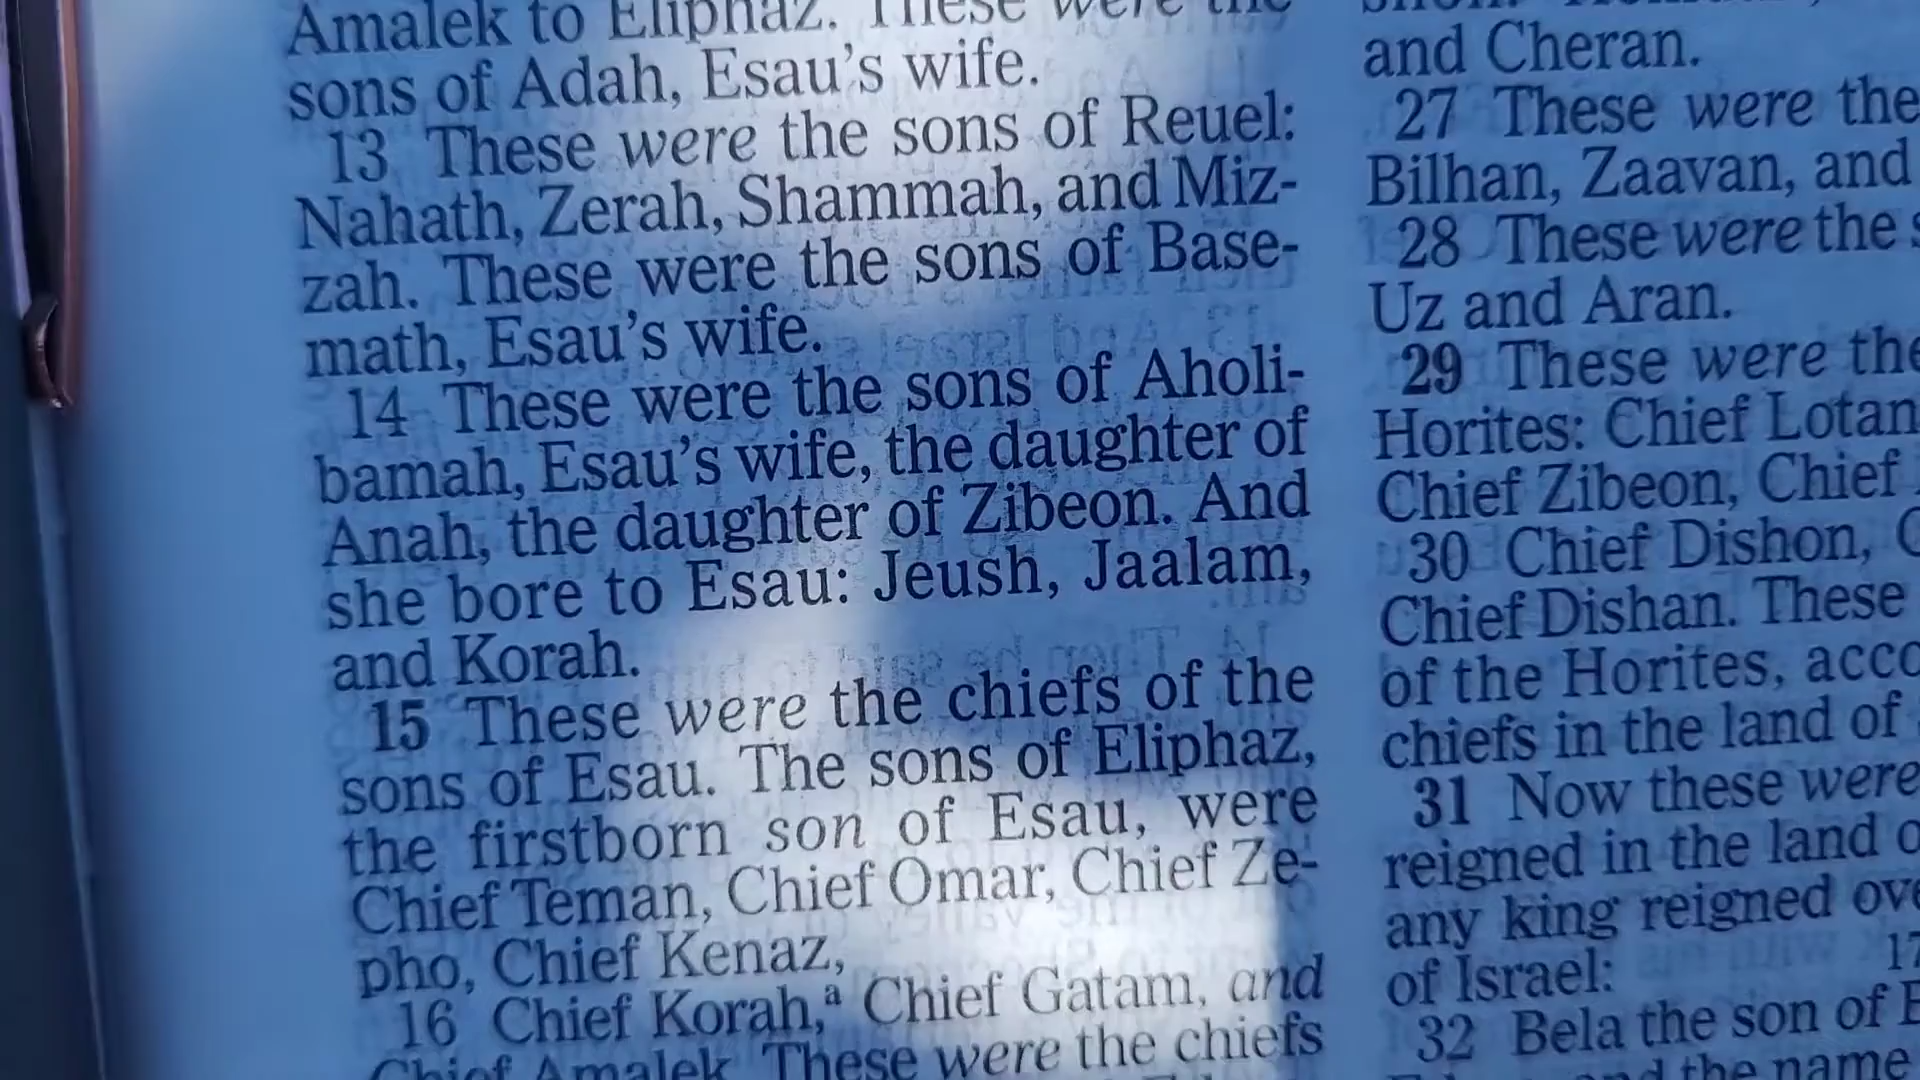 Amalek to Eliphaz. These were the
sons of Adah, Esau's wife.
13 These were the sons of Reuel:
Nahath, Zerah, Shammah, and Miz-
zah. These were the sons of Base-
math, Esau's wife.
14 These were the sons of Aholi-
bamah, Esau's wife, the daughter of
Anah, the daughter of Zibeon. And
she bore to Esau: Jeush, Jaalam,
and Korah.
15 These were the chiefs of the
sons of Esau. The sons of Eliphaz,
the firstborn son of Esau, were
Chief Teman, Chief Omar, Chief Ze-
pho, Chief Kenaz,
16 Chief Korah,ª Chief Gatam, and
Chief Amalek. These were the chiefs
and Cheran.
27 These were the
Bilhan, Zaavan, and
28 These were the s
Uz and Aran.
29 These were the
Horites: Chief Lotan
Chief Zibeon, Chief
30 Chief Dishon, C
Chief Dishan. These
of the Horites, acco
chiefs in the land of
31 Now these were
reigned in the land o
any king reigned ove
of Israel:
17
32 Bela the son of B
and the name